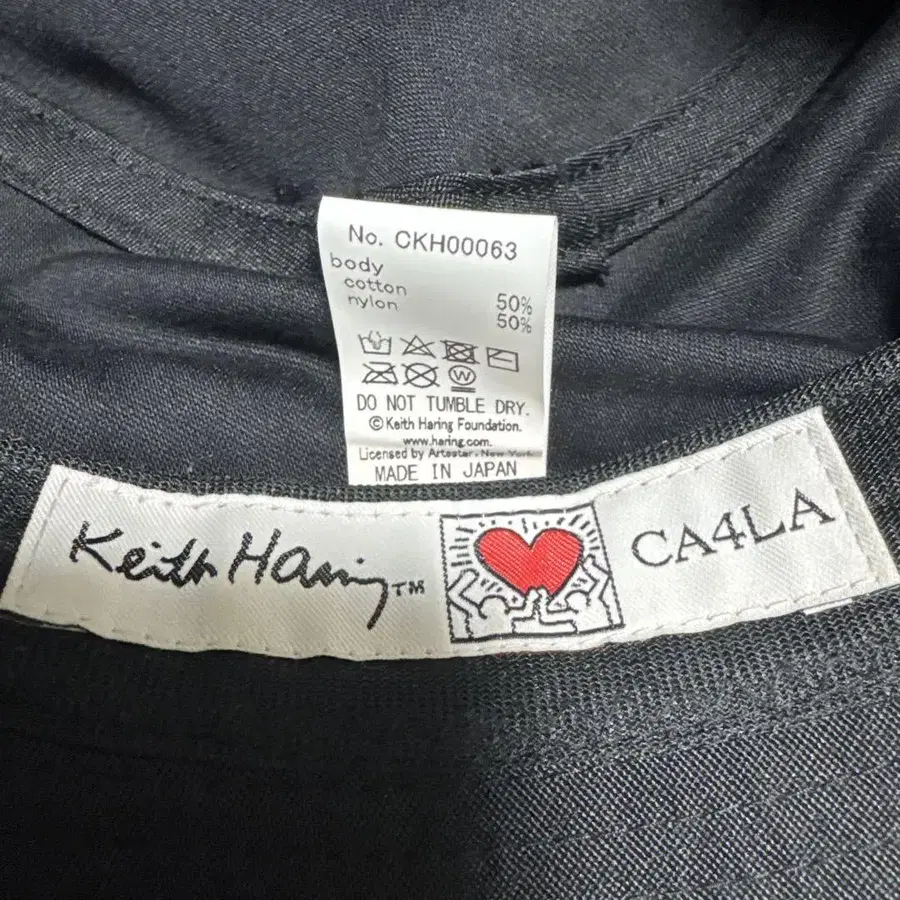 No. CKH00063
body
cotton 50%
nylon 50%
W
DO NOT TUMBLE DRY.
©Keith Haring Foundation.
www.haring.com.
Licensed by Artestar, New York
MADE IN JAPAN
Keith Haring™
CA4LA